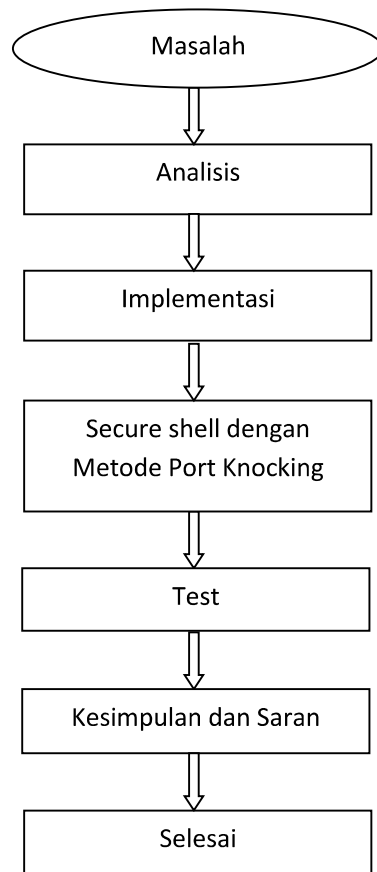 Masalah
Analisis
Implementasi
Secure shell dengan
Metode Port Knocking
Test
Kesimpulan dan Saran
Selesai